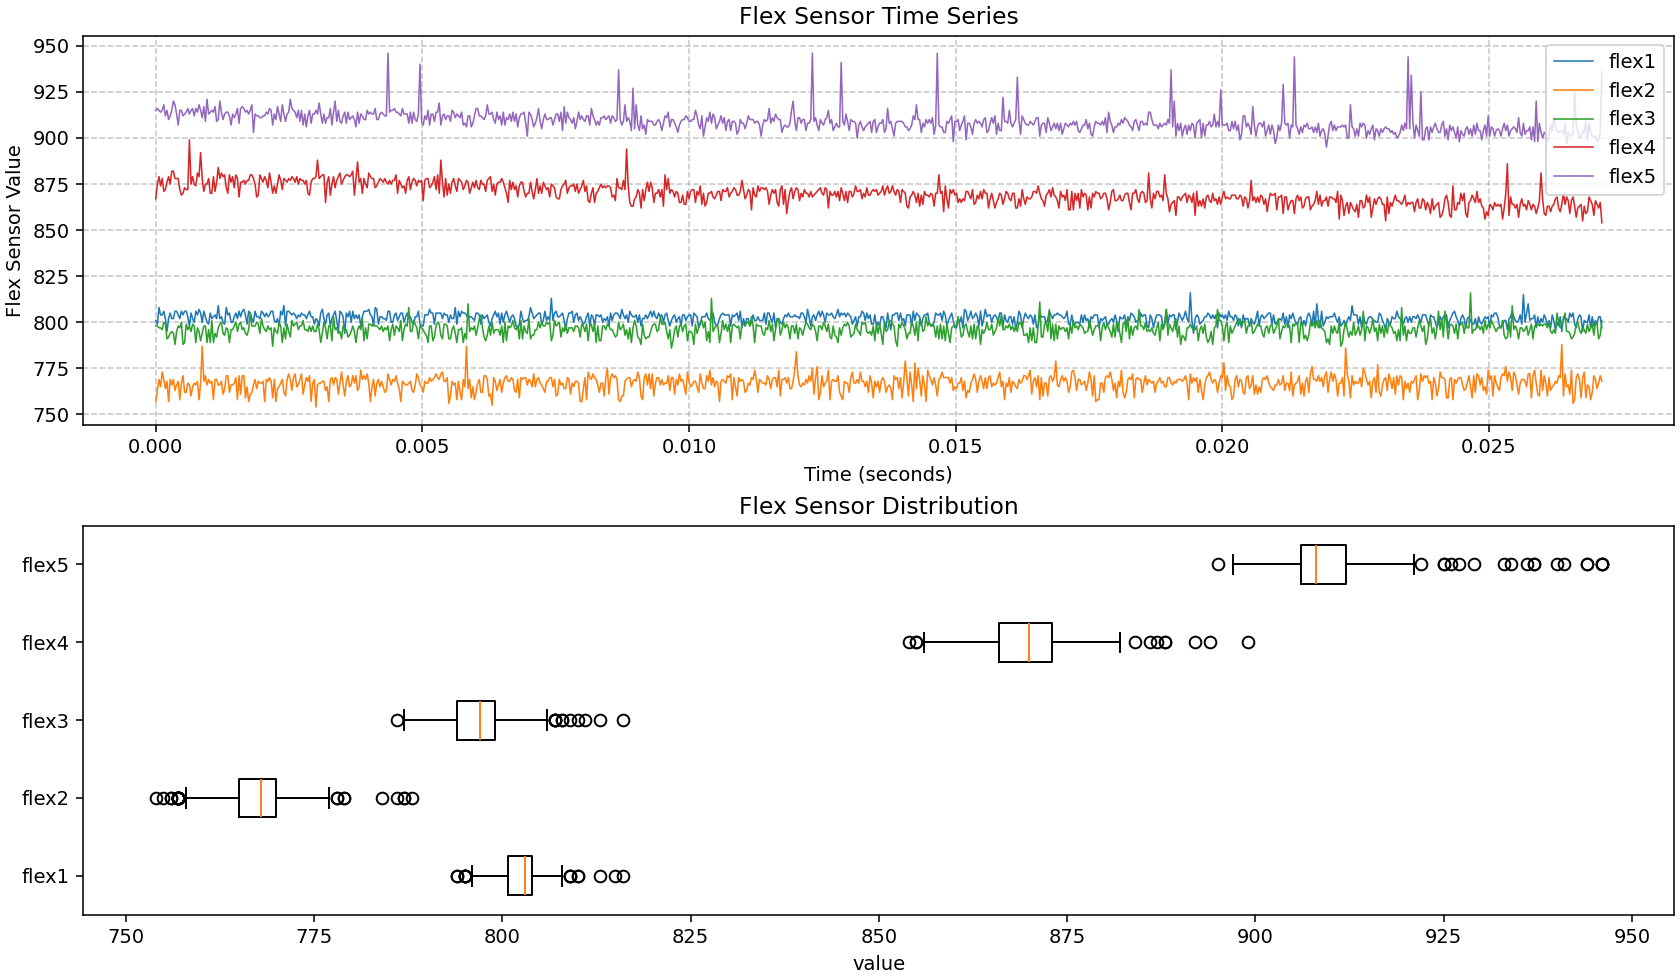 Flex Sensor Time Series
Flex Sensor Value
950
925
900
875
850
825
800
775
750
flex1
flex2
flex3
flex4
flex5
0.000 0.005 0.010 0.015 0.020 0.025
Time (seconds)
Flex Sensor Distribution
flex5
flex4
flex3
flex2
flex1
750 775 800 825 850 875 900 925 950
value